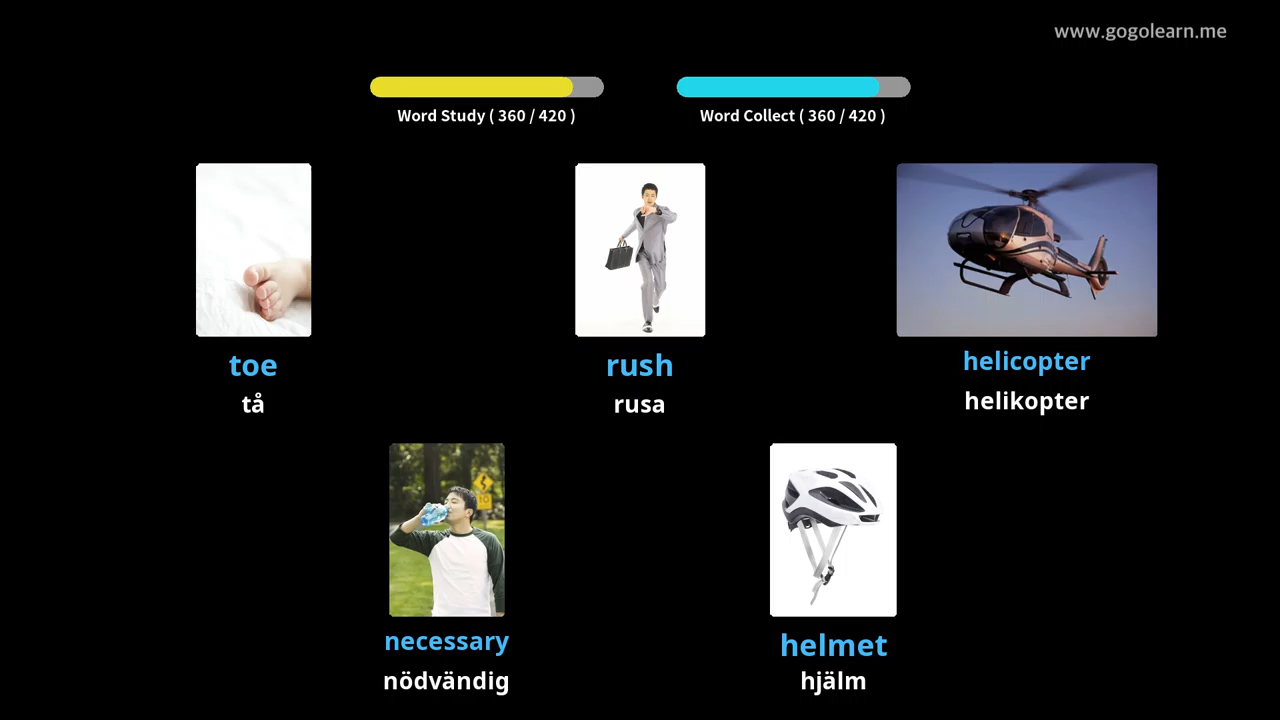 www.gogolearn.me
Word Study ( 360 / 420 )
Word Collect ( 360 / 420 )
toe
tå
rush
rusa
helicopter
helikopter
necessary
nödvändig
helmet
hjälm